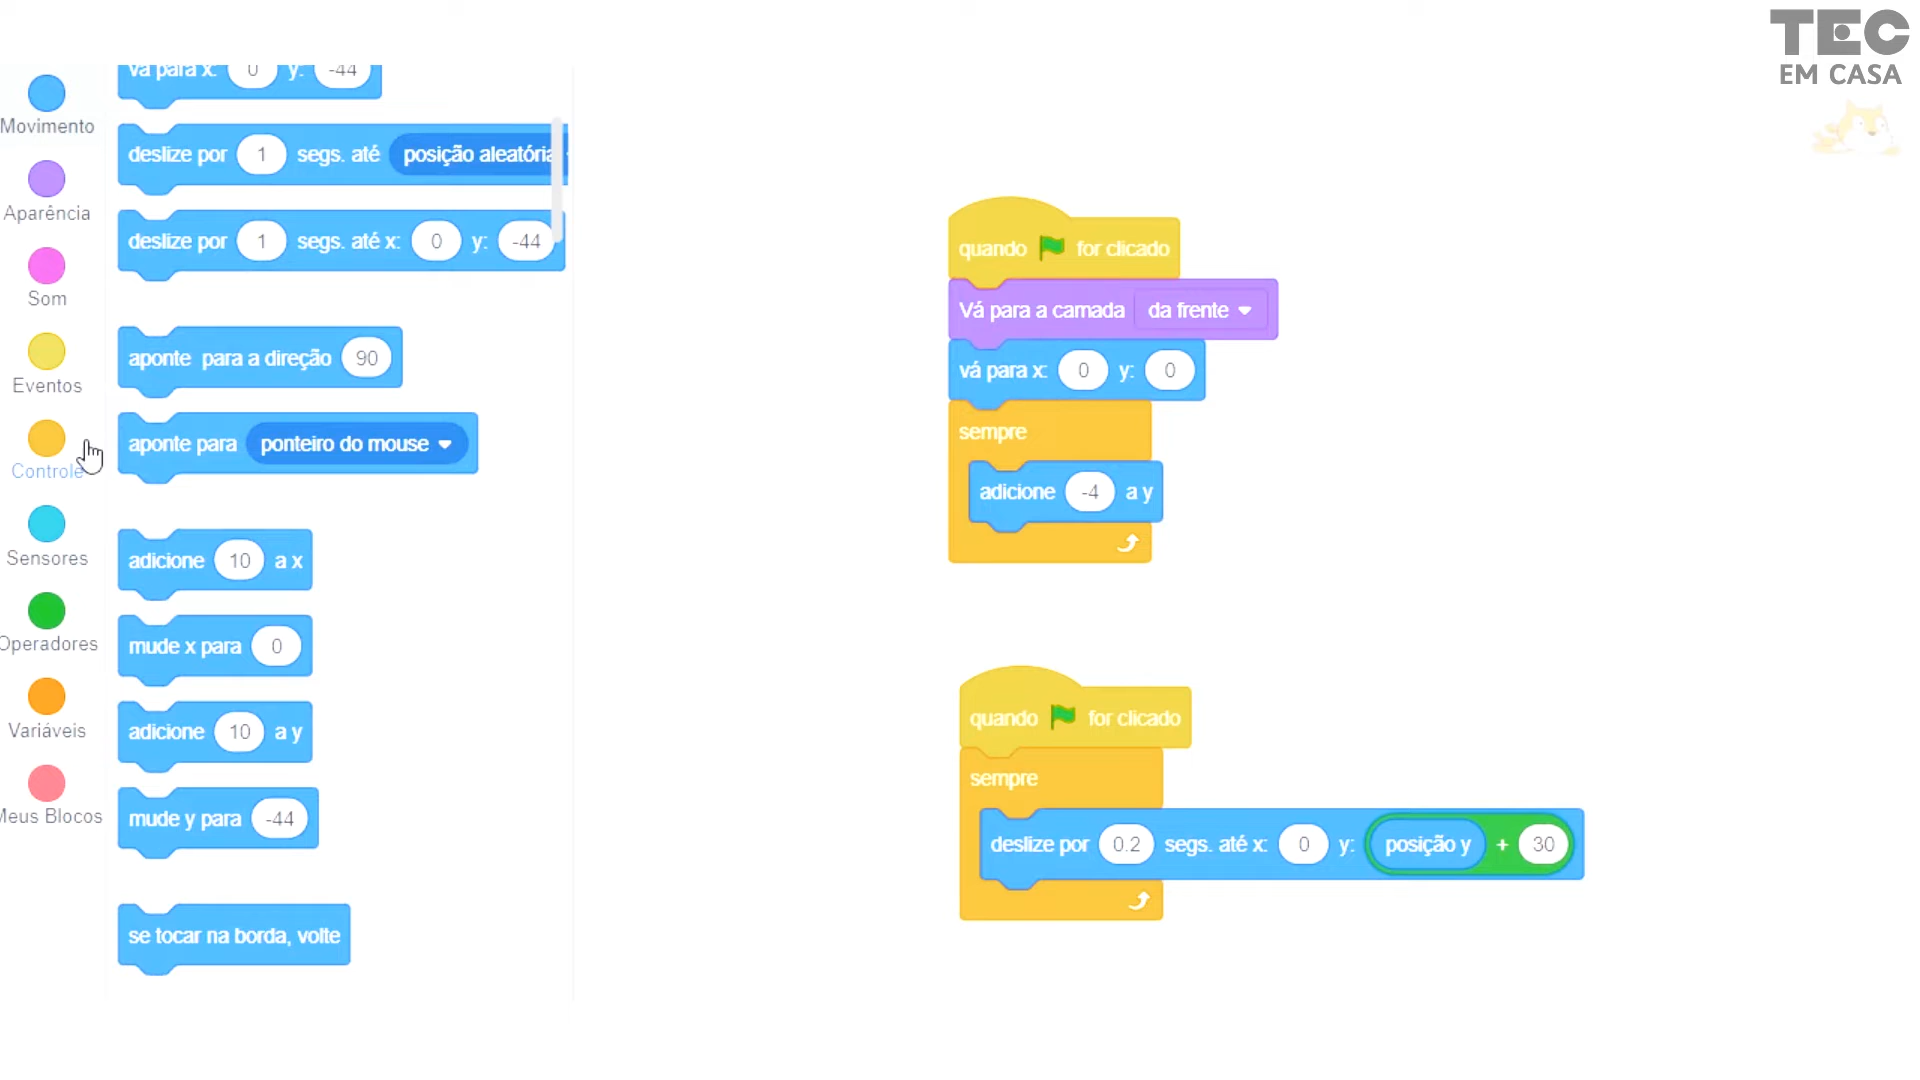 TEC
EM CASA
Movimento
Aparência
Som
Eventos
Controle
Sensores
Operadores
Variáveis
Meus Blocos
vá para x: 0 y: -44
deslize por 1 segs. até posição aleatória
deslize por 1 segs. até x: 0 y: -44
aponte para a direção 90
aponte para ponteiro do mouse
adicione 10 a x
mude x para 0
adicione 10 a y
mude y para -44
se tocar na borda, volte
quando for clicado
Vá para a camada da frente
vá para x: 0 y: 0
sempre
adicione -4 a y
quando for clicado
sempre
deslize por 0.2 segs. até x: 0 y: posição y + 30